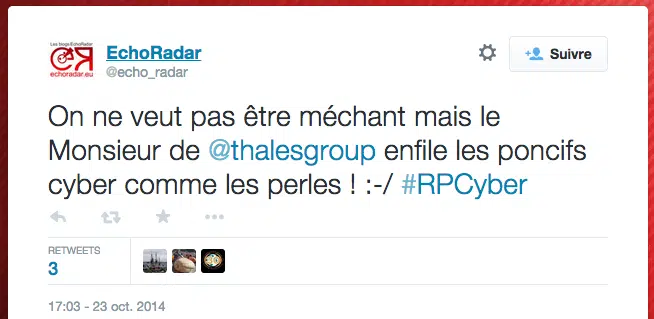 Les blogs EchoRadar
echoradar.eu
EchoRadar
@echo_radar
Suivre
On ne veut pas être méchant mais le
Monsieur de @thalesgroup enfile les poncifs
cyber comme les perles ! :-/ #RPCyber
RETWEETS
3
17:03 - 23 oct. 2014